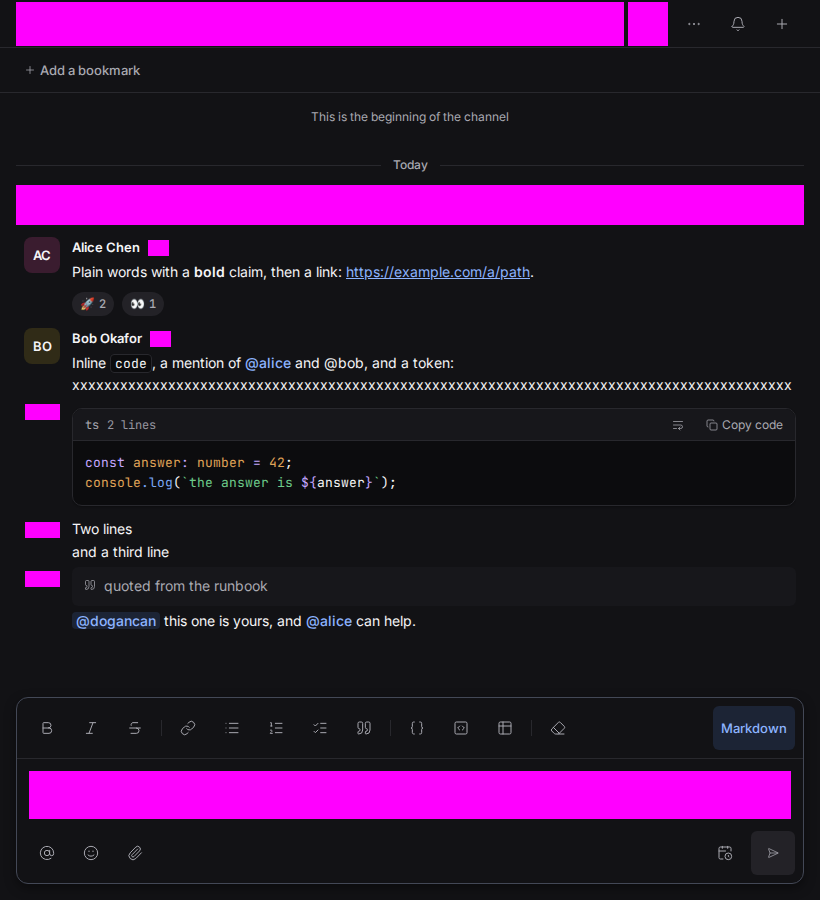 Add a bookmark
This is the beginning of the channel
Today
AC
Alice Chen
Plain words with a bold claim, then a link: https://example.com/a/path.
🚀 2 👀 1
BO
Bob Okafor
Inline code, a mention of @alice and @bob, and a token:
xxxxxxxxxxxxxxxxxxxxxxxxxxxxxxxxxxxxxxxxxxxxxxxxxxxxxxxxxxxxxxxxxxxxxxxxxxxxxxxxxxxxxxxxxx
ts 2 lines Copy code
const answer: number = 42;
console.log(`the answer is ${answer}`);
Two lines
and a third line
quoted from the runbook
@dogancan this one is yours, and @alice can help.
Markdown